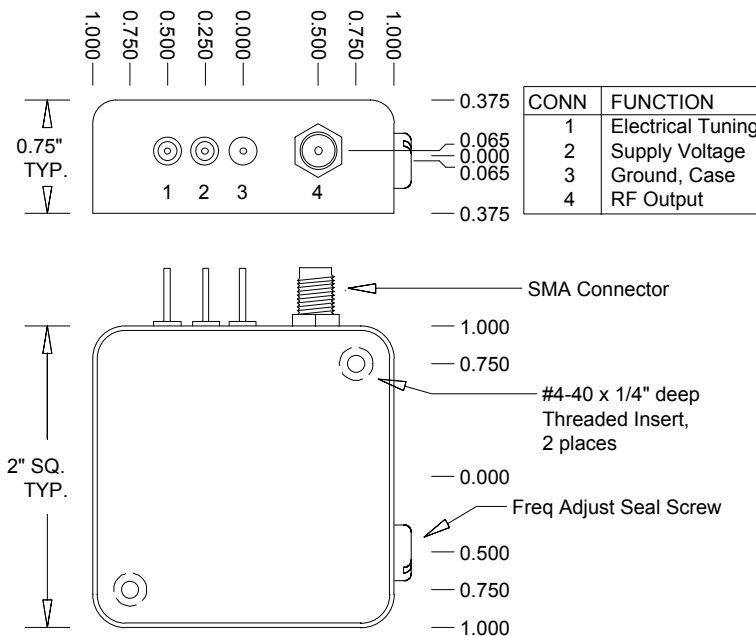 1.000
0.750
0.500
0.250
0.000
0.500
0.750
1.000
0.75"
TYP.
1
2
3
4
0.375
0.065
0.000
0.065
0.375
CONN FUNCTION
1 Electrical Tuning
2 Supply Voltage
3 Ground, Case
4 RF Output
SMA Connector
1.000
0.750
#4-40 x 1/4" deep
Threaded Insert,
2 places
2" SQ.
TYP.
0.000
Freq Adjust Seal Screw
0.500
0.750
1.000